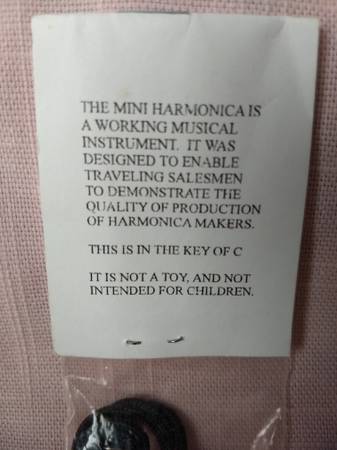 THE MINI HARMONICA IS
A WORKING MUSICAL
INSTRUMENT. IT WAS
DESIGNED TO ENABLE
TRAVELING SALESMEN
TO DEMONSTRATE THE
QUALITY OF PRODUCTION
OF HARMONICA MAKERS.
THIS IS IN THE KEY OF C
IT IS NOT A TOY, AND NOT
INTENDED FOR CHILDREN.